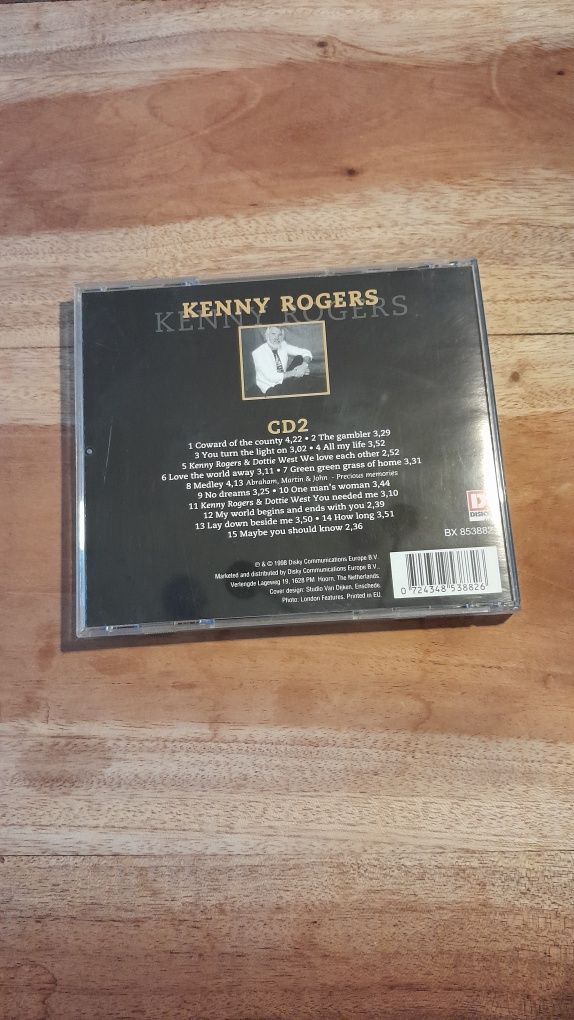 KENNY ROGERS
KENNY ROGERS
CD2
1 Coward of the county 4,22 • 2 The gambler 3,29
3 You turn the light on 3,02 • 4 All my life 3,52
5 Kenny Rogers & Dottie West We love each other 2,52
6 Love the world away 3,11 • 7 Green green grass of home 3,31
8 Medley 4,13 Abraham, Martin & John - Precious memories
9 No dreams 3,25 • 10 One man's woman 3,44
11 Kenny Rogers & Dottie West You needed me 3,10
12 My world begins and ends with you 2,39
13 Lay down beside me 3,50 • 14 How long 3,51
15 Maybe you should know 2,36
D
DISKY
BX 853882
℗ & © 1998 Disky Communications Europe B.V.
Marketed and distributed by Disky Communications Europe B.V.,
Verlengde Lageweg 19, 1628 PM Hoorn, The Netherlands.
Cover design: Studio Van Dijken, Enschede.
Photo: London Features. Printed in EU.
0 724348 538826